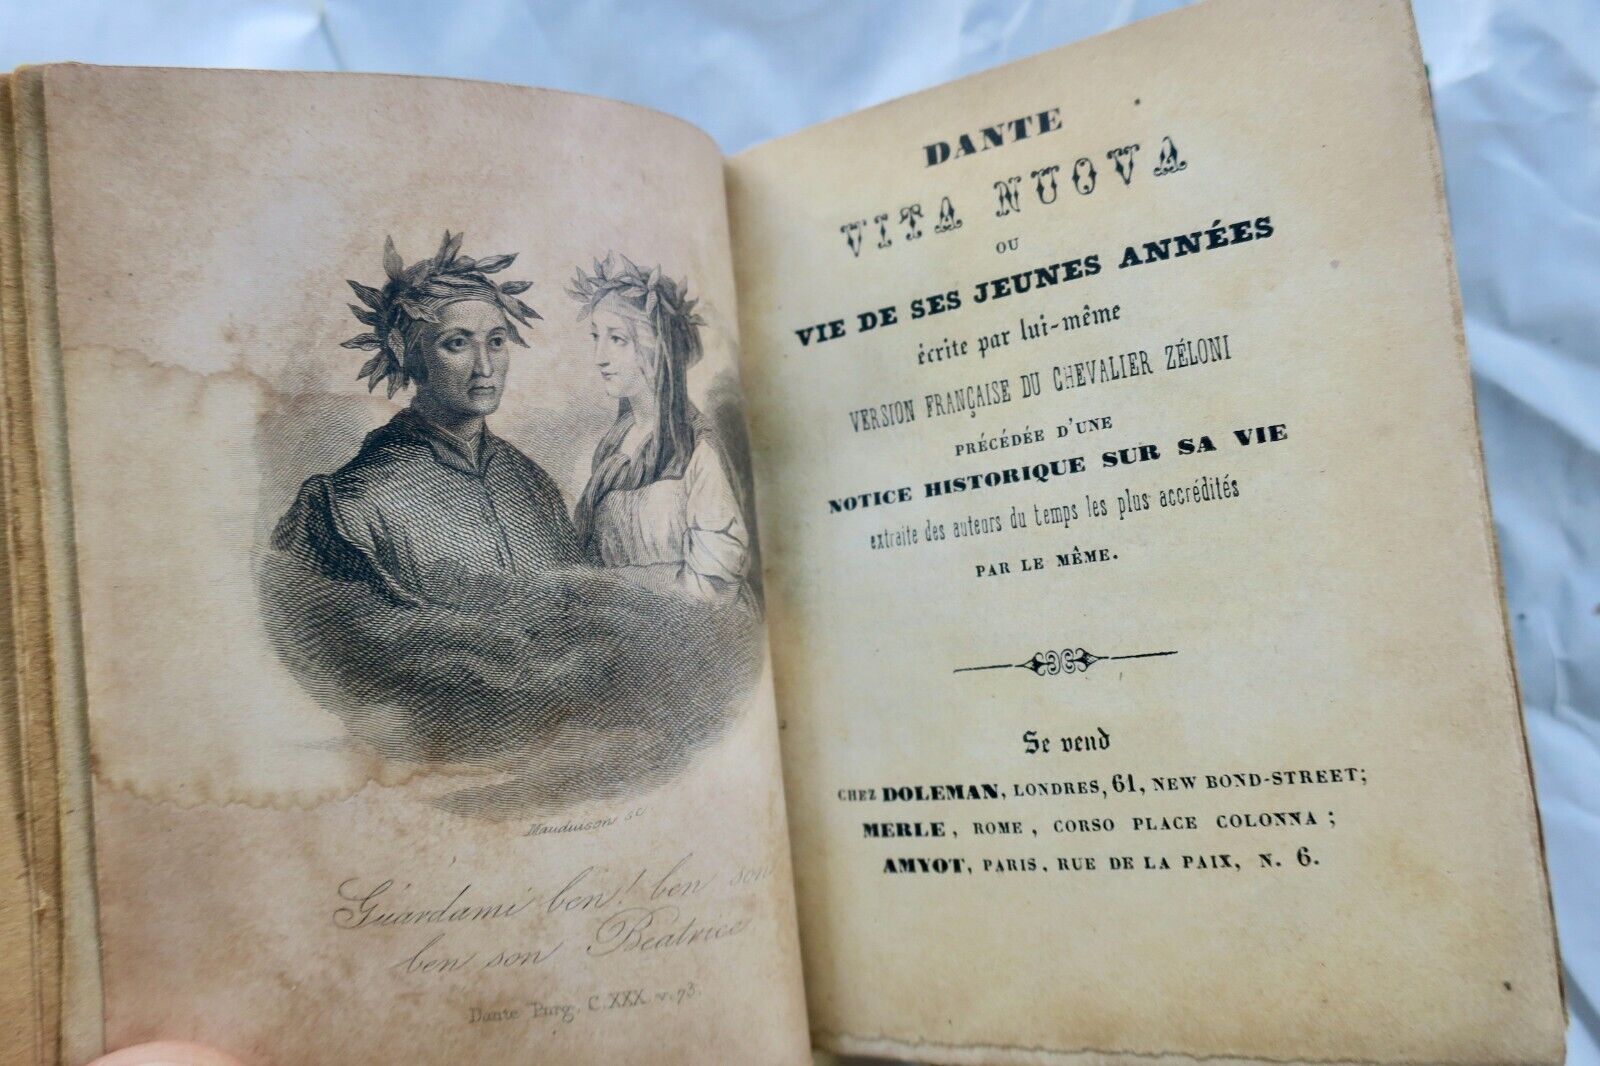 Mauduison sc
Guardami ben! ben son
ben son Beatrice
Dante Purg. C. XXX. v. 73.
DANTE
VITA NUOVA
OU
VIE DE SES JEUNES ANNÉES
écrite par lui-même
VERSION FRANÇAISE DU CHEVALIER ZÉLONI
PRÉCÉDÉE D'UNE
NOTICE HISTORIQUE SUR SA VIE
extraite des auteurs du temps les plus accrédités
PAR LE MÊME.
Se vend
CHEZ DOLEMAN, LONDRES, 61, NEW BOND-STREET;
MERLE, ROME, CORSO PLACE COLONNA;
AMYOT, PARIS, RUE DE LA PAIX, N. 6.